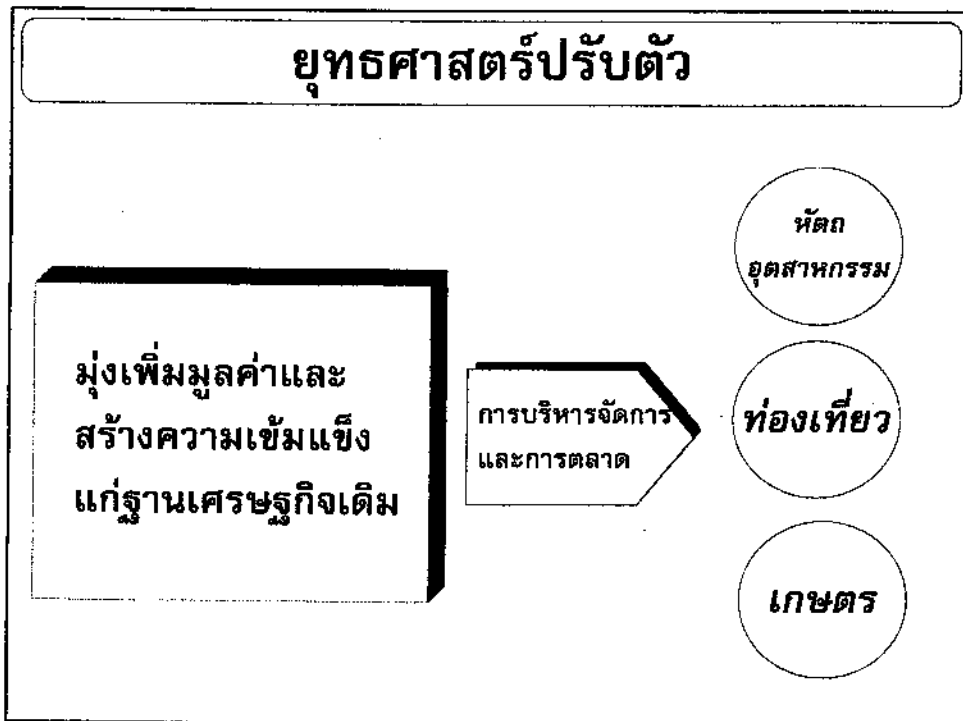 ยุทธศาสตร์ปรับตัว
มุ่งเพิ่มมูลค่าและ
สร้างความเข้มแข็ง
แก่ฐานเศรษฐกิจเดิม
การบริหารจัดการ
และการตลาด
หัตถ
อุตสาหกรรม
ท่องเที่ยว
เกษตร